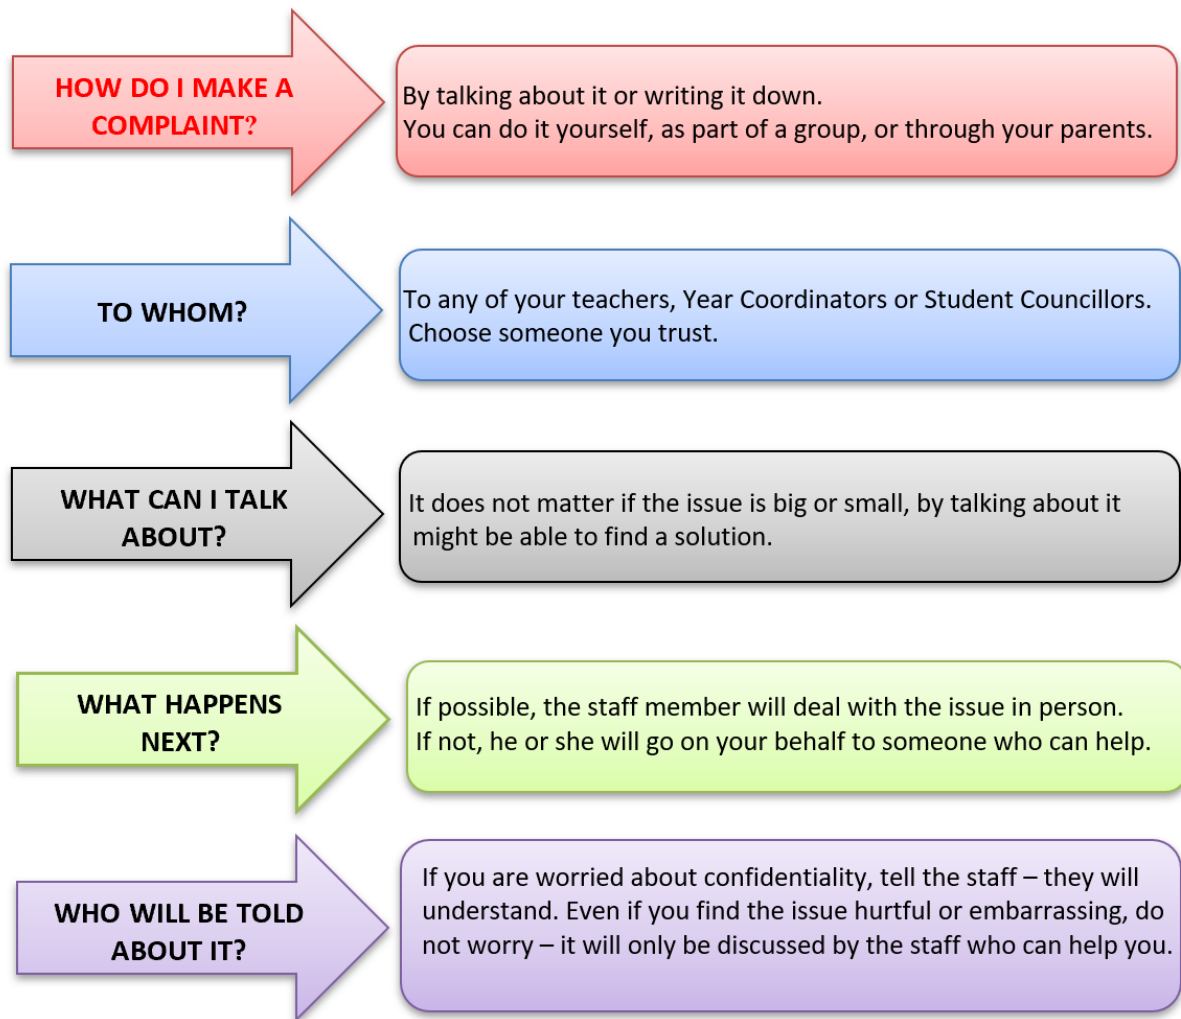 HOW DO I MAKE A
COMPLAINT?
By talking about it or writing it down.
You can do it yourself, as part of a group, or through your parents.
TO WHOM?
To any of your teachers, Year Coordinators or Student Councillors.
Choose someone you trust.
WHAT CAN I TALK
ABOUT?
It does not matter if the issue is big or small, by talking about it
might be able to find a solution.
WHAT HAPPENS
NEXT?
If possible, the staff member will deal with the issue in person.
If not, he or she will go on your behalf to someone who can help.
WHO WILL BE TOLD
ABOUT IT?
If you are worried about confidentiality, tell the staff – they will
understand. Even if you find the issue hurtful or embarrassing, do
not worry – it will only be discussed by the staff who can help you.